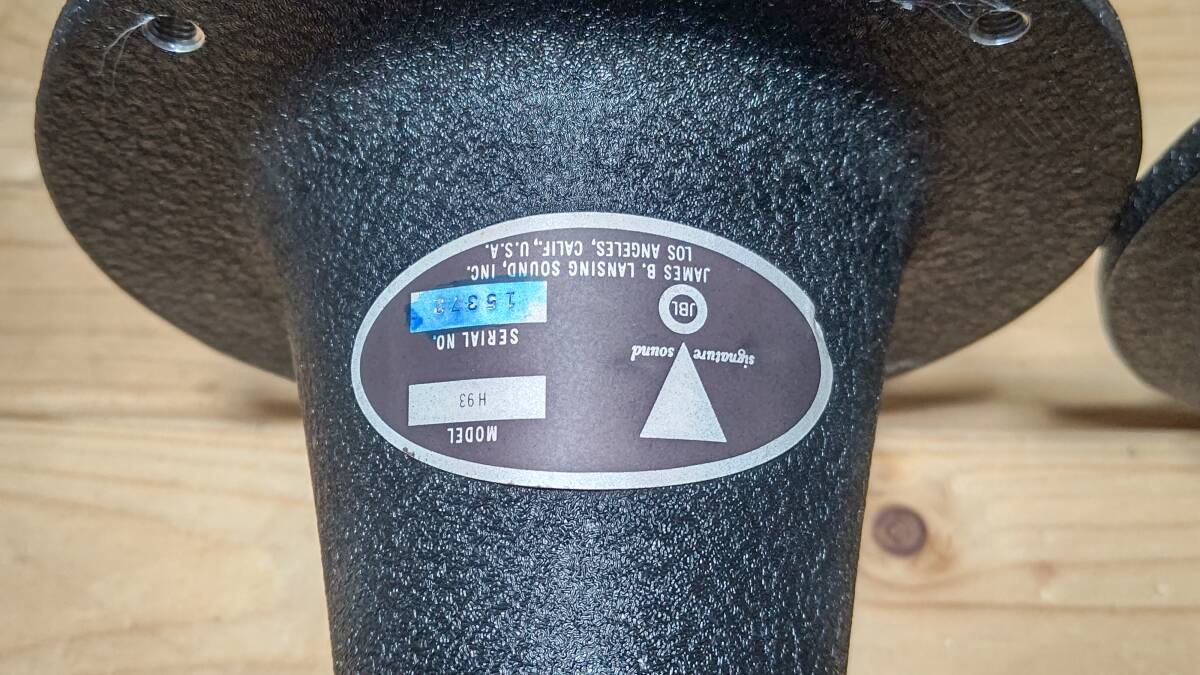 MODEL
H93
SERIAL NO.
signature sound
JBL
JAMES B. LANSING SOUND, INC.
LOS ANGELES, CALIF., U.S.A.